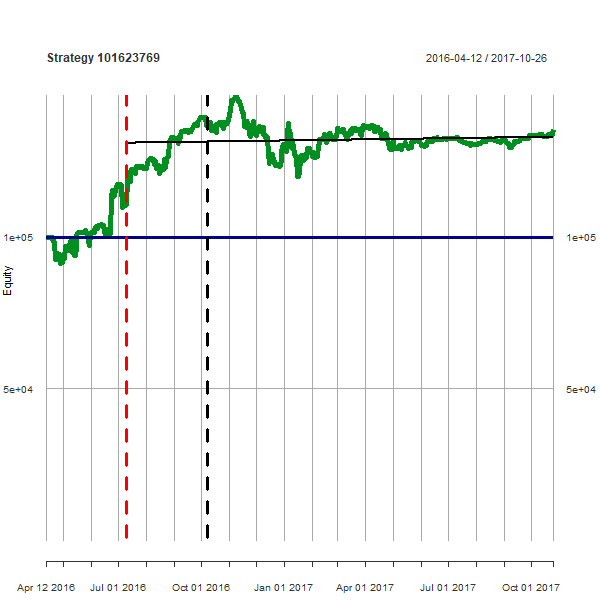 Strategy 101623769
2016-04-12 / 2017-10-26
1e+05
1e+05
Equity
5e+04
5e+04
Apr 12 2016
Jul 01 2016
Oct 01 2016
Jan 01 2017
Apr 01 2017
Jul 01 2017
Oct 01 2017